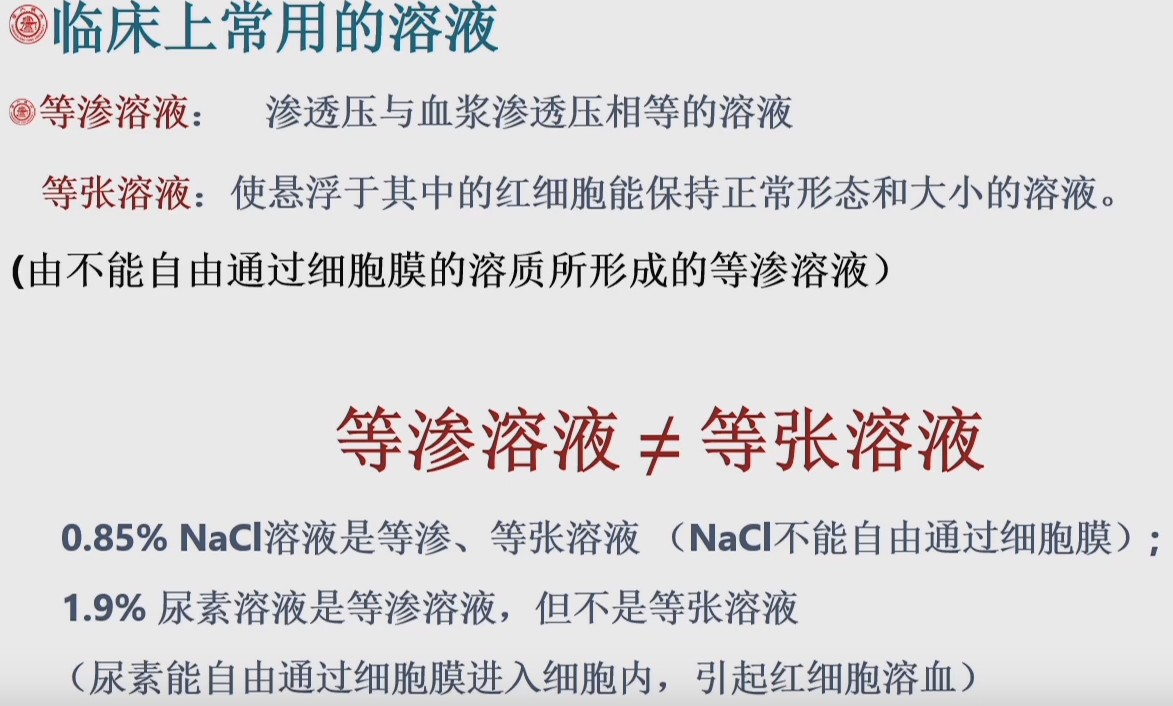 临床上常用的溶液
等渗溶液： 渗透压与血浆渗透压相等的溶液
等张溶液：使悬浮于其中的红细胞能保持正常形态和大小的溶液。
(由不能自由通过细胞膜的溶质所形成的等渗溶液）
等渗溶液 ≠ 等张溶液
0.85% NaCl溶液是等渗、等张溶液 （NaCl不能自由通过细胞膜）;
1.9% 尿素溶液是等渗溶液，但不是等张溶液
（尿素能自由通过细胞膜进入细胞内，引起红细胞溶血）